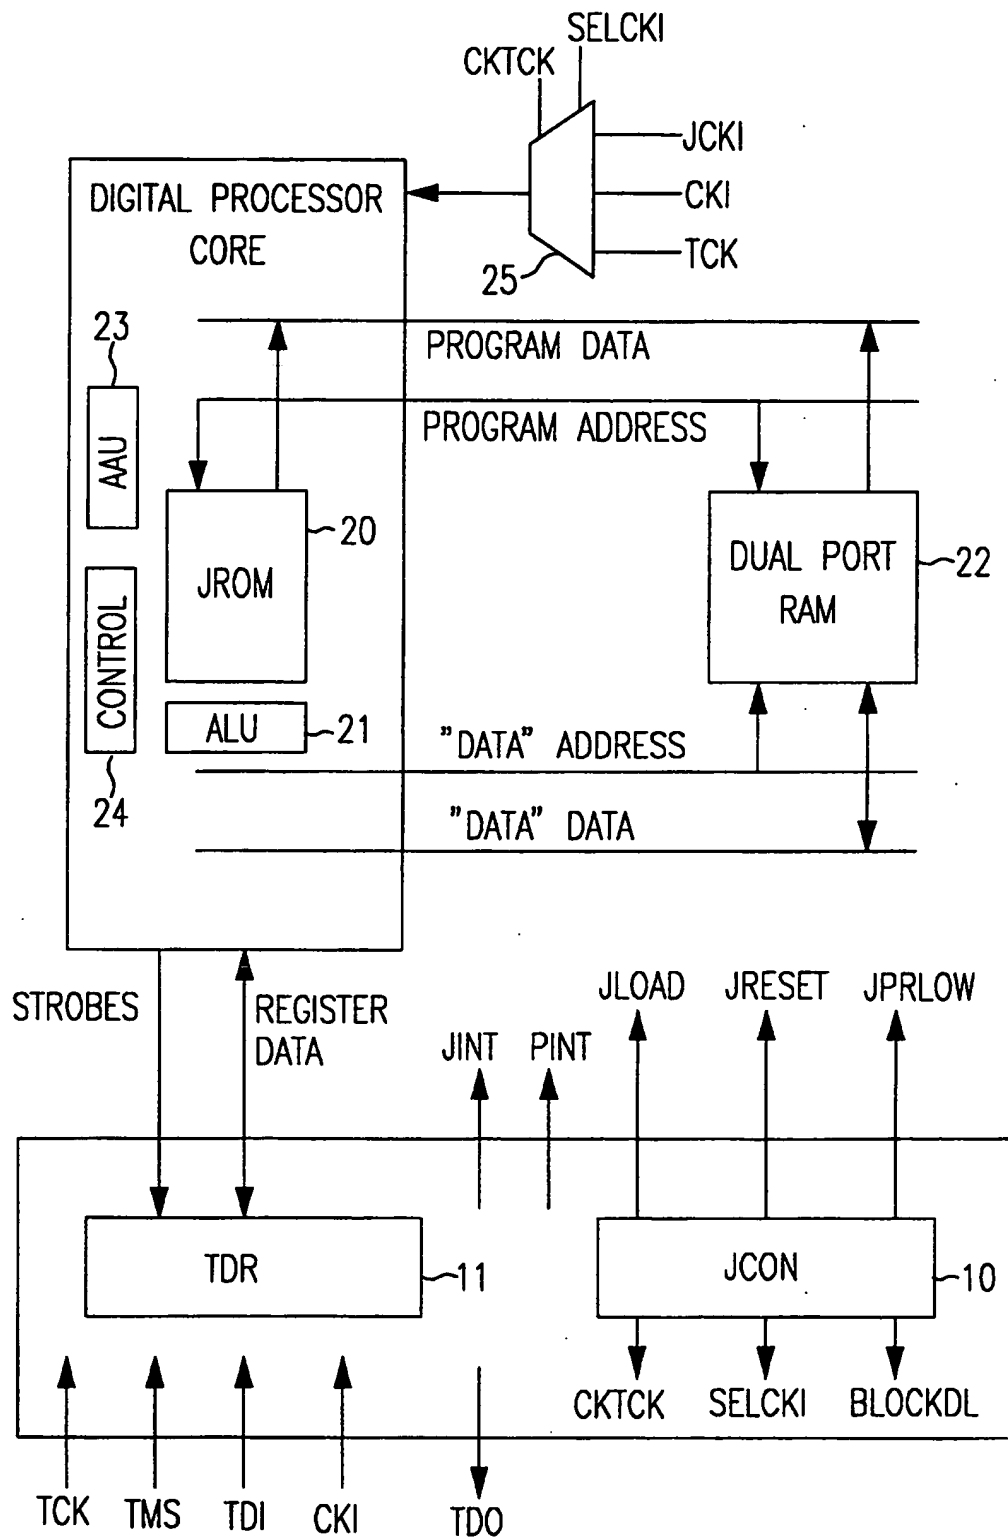 SELCKI
CKTCK
JCKI
CKI
TCK
25
DIGITAL PROCESSOR
CORE
23
PROGRAM DATA
PROGRAM ADDRESS
AAU
20
JROM
DUAL PORT
RAM
22
CONTROL
ALU
21
"DATA" ADDRESS
24
"DATA" DATA
STROBES
REGISTER
DATA
JINT
PINT
JLOAD
JRESET
JPRLOW
TDR
11
JCON
10
CKTCK
SELCKI
BLOCKDL
TCK
TMS
TDI
CKI
TDO